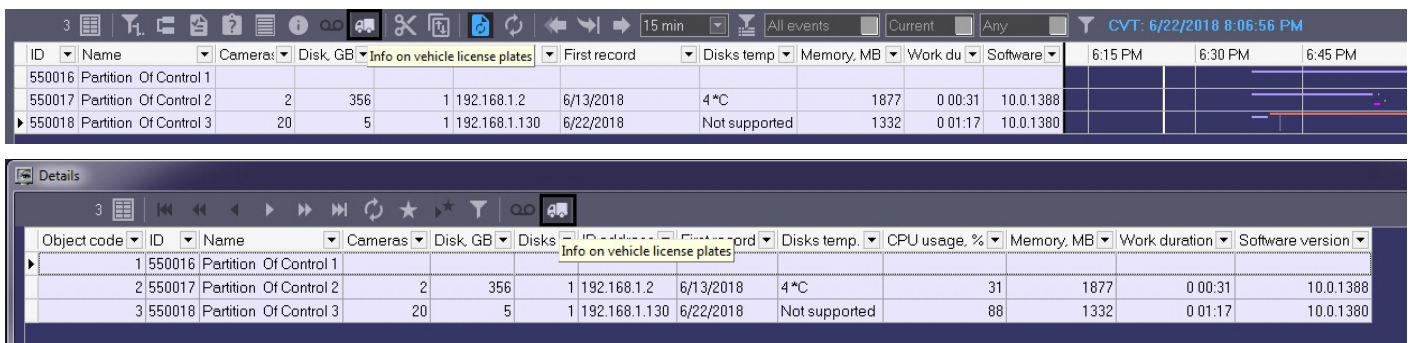 3 15 min All events Current Any CVT: 6/22/2018 8:06:56 PM
ID Name Disk, GB Info on vehicle license plates First record Disks temp Memory, MB Work du Software 6:15 PM 6:30 PM 6:45 PM
550016 Partition Of Control 1
550017 Partition Of Control 2 2 356 1 192.168.1.2 6/13/2018 4 °C 1877 0 00:31 10.0.1388
550018 Partition Of Control 3 20 5 1 192.168.1.130 6/22/2018 Not supported 1332 0 01:17 10.0.1380
Details
3
Object code ID Name Cameras Disk, GB Disks Disks temp. CPU usage, % Memory, MB Work duration Software version
Info on vehicle license plates
1 550016 Partition Of Control 1
2 550017 Partition Of Control 2 2 356 1 192.168.1.2 6/13/2018 4 °C 31 1877 0 00:31 10.0.1388
3 550018 Partition Of Control 3 20 5 1 192.168.1.130 6/22/2018 Not supported 88 1332 0 01:17 10.0.1380